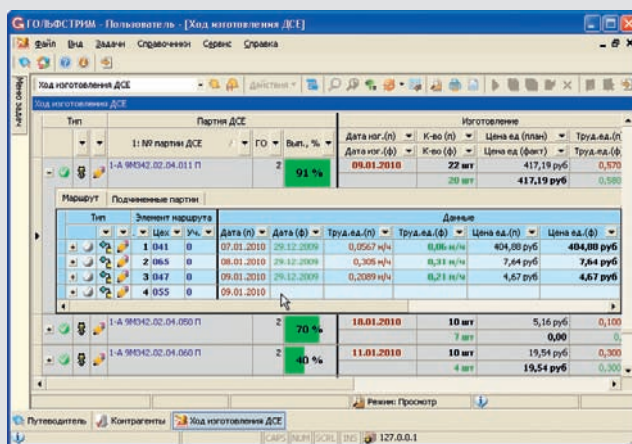 ГОЛЬФСТРИМ - Пользователь - [Ход изготовления ДСЕ]
Файл Вид Задачи Справочники Сервис Справка
Ход изготовления ДСЕ Действия
Меню задач
Ход изготовления ДСЕ
Тип Партия ДСЕ Изготовление
1: № партии ДСЕ ГО Вып., % Дата изг.(п) К-во (п) Цена ед (план) Труд.ед.(п)
Дата изг.(ф) К-во (ф) Цена ед (факт) Труд.ед.(ф)
1-А 9М342.02.04.011 П 2 91 % 09.01.2010 22 шт 417,19 руб 0,570
20 шт 417,19 руб 0,580
Маршрут Подчиненные партии
Тип Элемент маршрута Данные
Цех Уч. Дата (п) Дата (ф) Труд.ед.(п) Труд.ед.(ф) Цена ед.(п) Цена ед.(ф)
1 041 0 07.01.2010 29.12.2009 0,0567 н/ч 0,06 н/ч 404,88 руб 404,88 руб
2 065 0 08.01.2010 29.12.2009 0,305 н/ч 0,31 н/ч 7,64 руб 7,64 руб
3 047 0 09.01.2010 29.12.2009 0,2089 н/ч 0,21 н/ч 4,67 руб 4,67 руб
4 055 0 09.01.2010
1-А 9М342.02.04.050 П 2 70 % 10.01.2010 10 шт 5,16 руб 0,100
7 шт 0,00 0,
1-А 9М342.02.04.060 П 2 40 % 11.01.2010 10 шт 19,54 руб 0,300
4 шт 19,54 руб 0,300
Режим: Просмотр
Путеводитель Контрагенты Ход изготовления ДСЕ
CAPS NUM SCRL INS 127.0.0.1